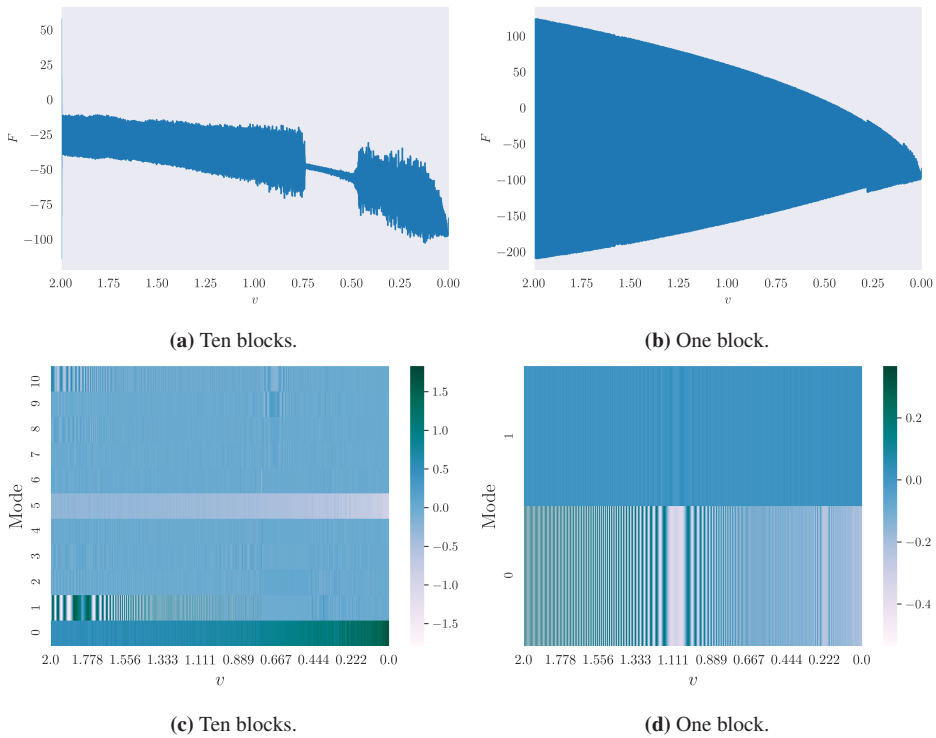 50
25
0
−25
−50
−75
−100
F
2.00 1.75 1.50 1.25 1.00 0.75 0.50 0.25 0.00
v
(a) Ten blocks.
100
50
0
−50
−100
−150
−200
F
2.00 1.75 1.50 1.25 1.00 0.75 0.50 0.25 0.00
v
(b) One block.
10
9
8
7
6
5
4
3
2
1
0
Mode
2.0 1.778 1.556 1.333 1.111 0.889 0.667 0.444 0.222 0.0
v
1.5
1.0
0.5
0.0
−0.5
−1.0
−1.5
(c) Ten blocks.
1
0
Mode
2.0 1.778 1.556 1.333 1.111 0.889 0.667 0.444 0.222 0.0
v
0.2
0.0
−0.2
−0.4
(d) One block.